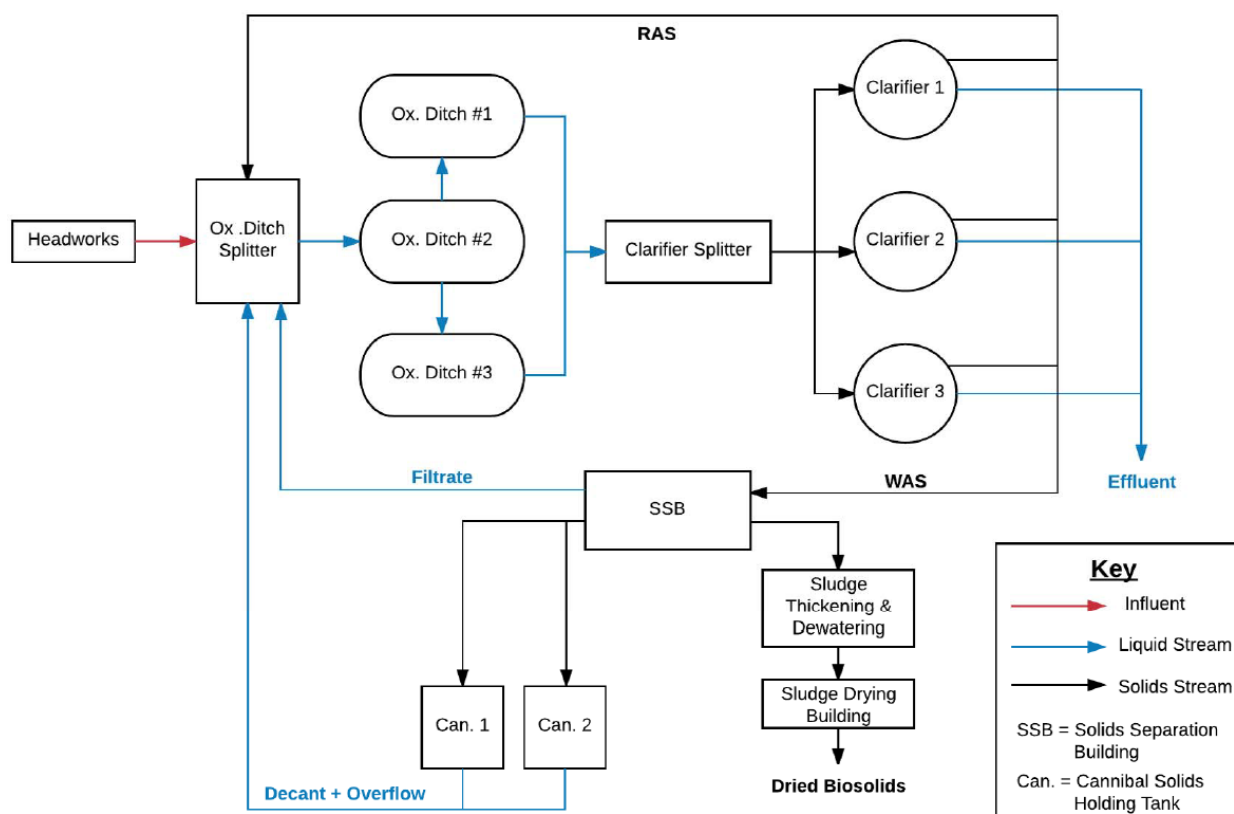 RAS
Ox. Ditch #1
Clarifier 1
Headworks
Ox .Ditch
Splitter
Ox. Ditch #2
Clarifier Splitter
Clarifier 2
Ox. Ditch #3
Clarifier 3
Filtrate
WAS
Effluent
SSB
Sludge
Thickening &
Dewatering
Sludge Drying
Building
Can. 1
Can. 2
Decant + Overflow
Dried Biosolids
Key
Influent
Liquid Stream
Solids Stream
SSB = Solids Separation
Building
Can. = Cannibal Solids
Holding Tank